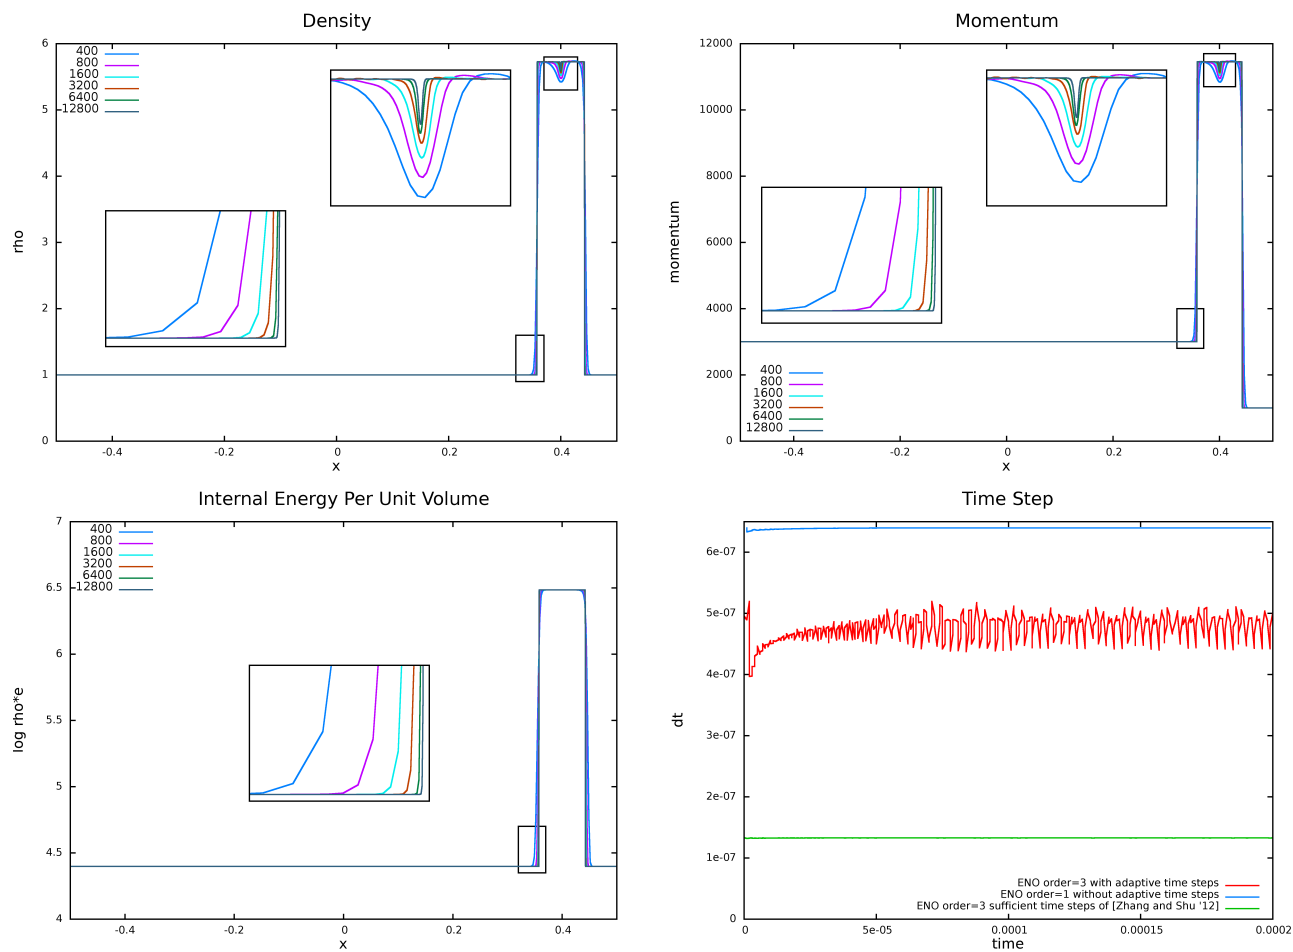 Density
6
5
4
3
2
1
0
rho
400
800
1600
3200
6400
12800
-0.4
-0.2
0
0.2
0.4
x
Momentum
12000
10000
8000
6000
4000
2000
0
momentum
400
800
1600
3200
6400
12800
-0.4
-0.2
0
0.2
0.4
x
Internal Energy Per Unit Volume
7
6.5
6
5.5
5
4.5
4
log rho*e
400
800
1600
3200
6400
12800
-0.4
-0.2
0
0.2
0.4
x
Time Step
6e-07
5e-07
4e-07
3e-07
2e-07
1e-07
0
dt
ENO order=3 with adaptive time steps
ENO order=1 without adaptive time steps
ENO order=3 sufficient time steps of [Zhang and Shu '12]
0
5e-05
0.0001
0.00015
0.0002
time